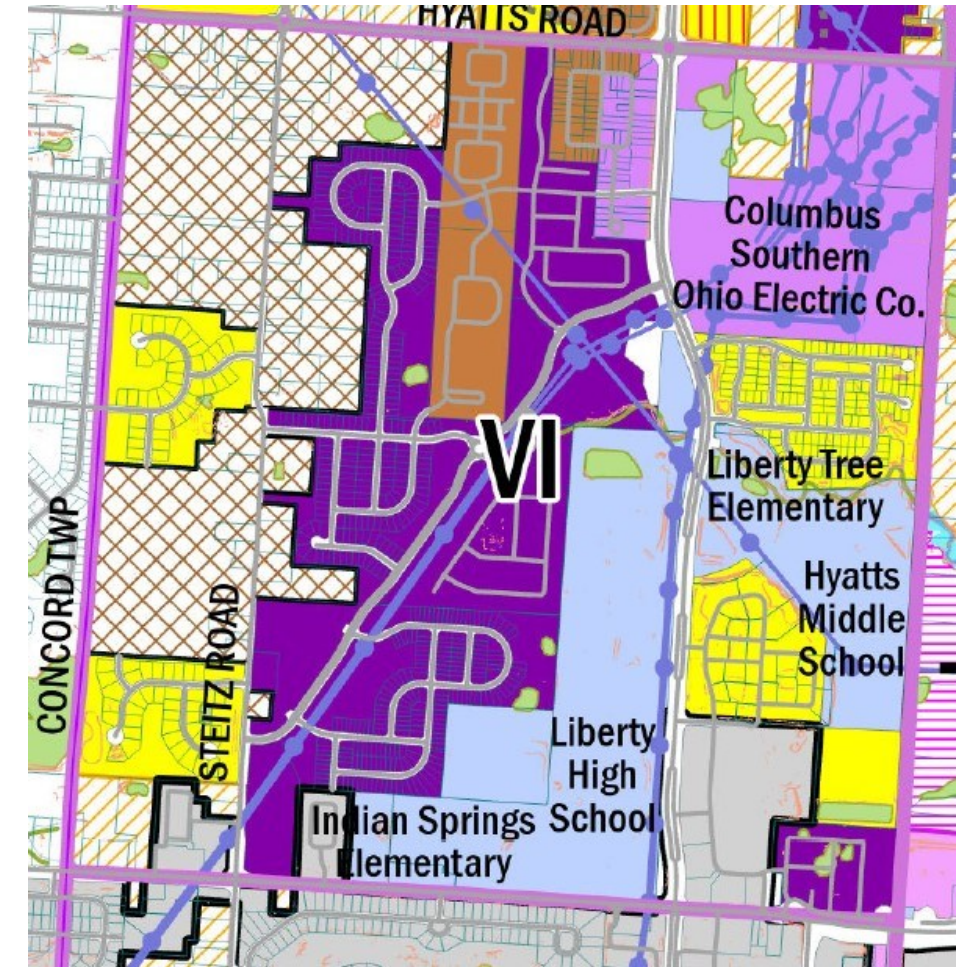 HYATTS ROAD
Columbus
Southern
Ohio Electric Co.
VI
Liberty Tree
Elementary
Hyatts
Middle
School
CONCORD TWP
STEITZ ROAD
Liberty
High
School
Indian Springs
Elementary